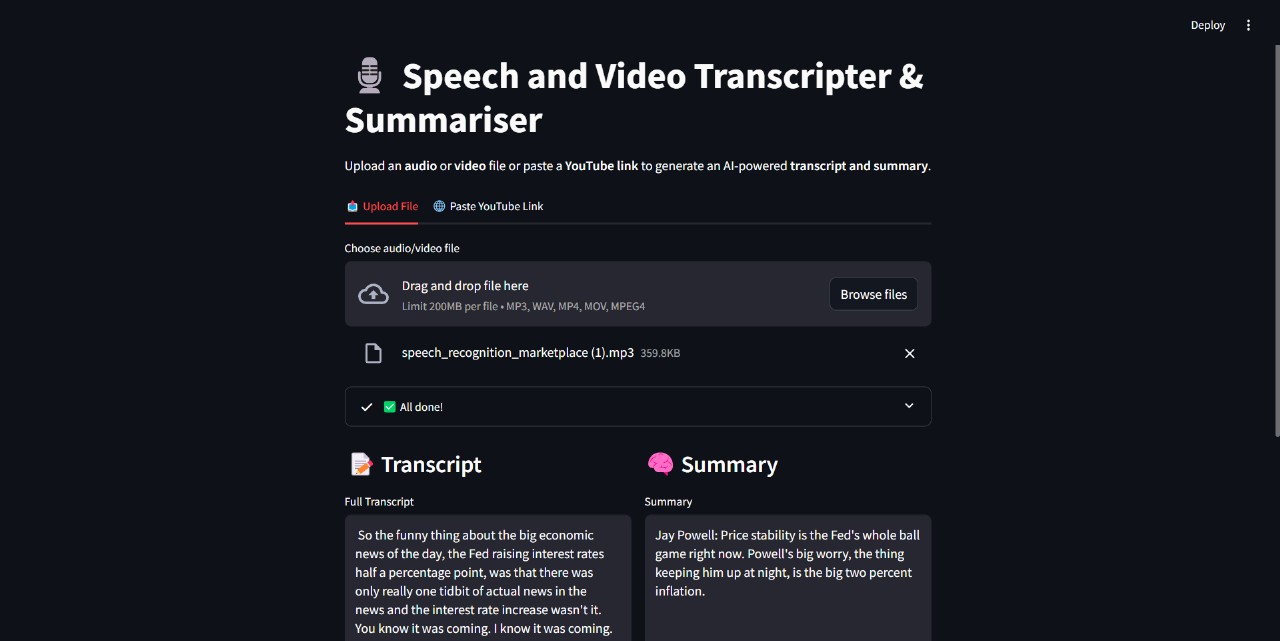 Deploy
Speech and Video Transcripter &
Summariser
Upload an audio or video file or paste a YouTube link to generate an AI-powered transcript and summary.
Upload File
Paste YouTube Link
Choose audio/video file
Drag and drop file here
Limit 200MB per file • MP3, WAV, MP4, MOV, MPEG4
Browse files
speech_recognition_marketplace (1).mp3 359.8KB
All done!
Transcript
Full Transcript
So the funny thing about the big economic
news of the day, the Fed raising interest rates
half a percentage point, was that there was
only really one tidbit of actual news in the
news and the interest rate increase wasn't it.
You know it was coming. I know it was coming.
Summary
Summary
Jay Powell: Price stability is the Fed's whole ball
game right now. Powell's big worry, the thing
keeping him up at night, is the big two percent
inflation.